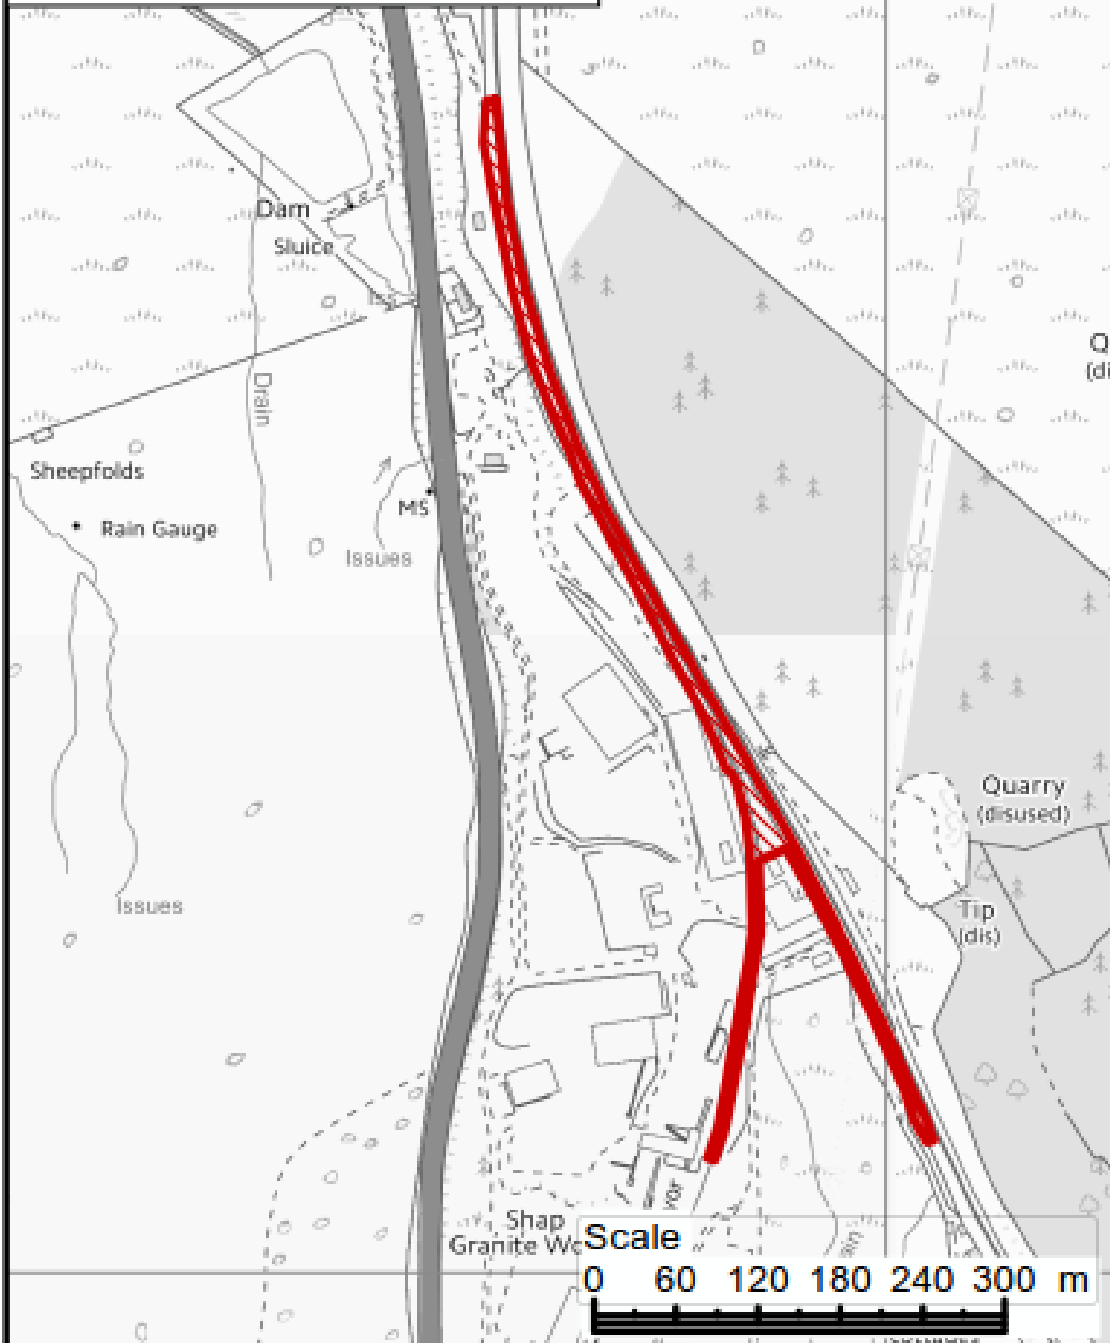 Dam
Sluice
Drain
Q
(di
Sheepfolds
MS
Rain Gauge
Issues
Quarry
(disused)
Issues
Tip
(dis)
Shap
Granite Wo
Scale
0 60 120 180 240 300 m